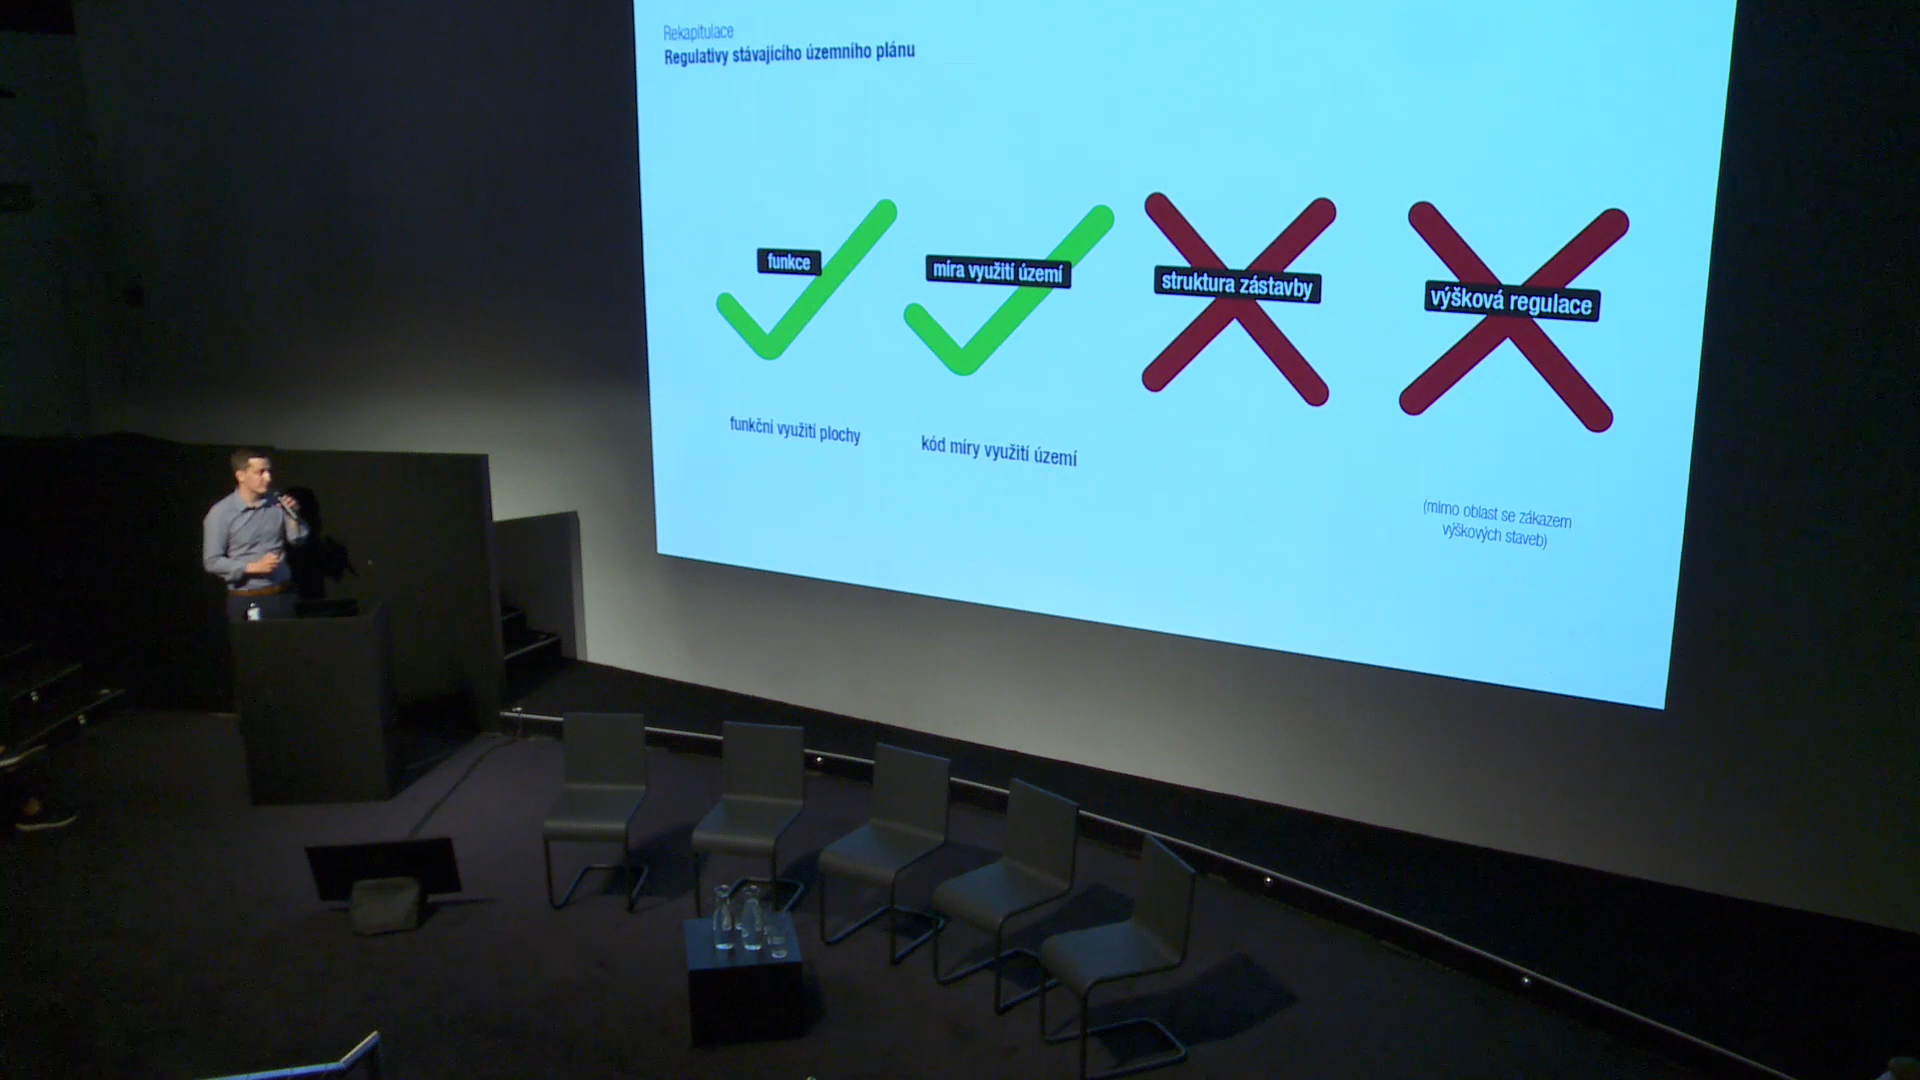 Rekapitulace
Regulativy stávajícího územního plánu
funkce
míra využití území
struktura zástavby
výšková regulace
funkční využití plochy
kód míry využití území
(mimo oblast se zákazem
výškových staveb)